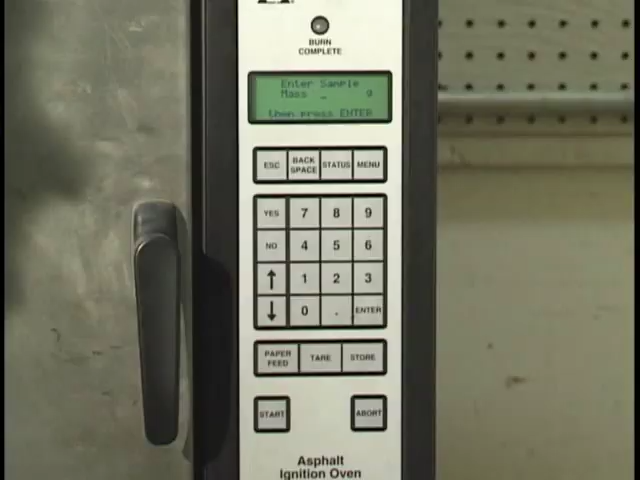 BURN
COMPLETE
Enter Sample
Mass _ g
then press ENTER
ESC BACK SPACE STATUS MENU
YES 7 8 9
NO 4 5 6
↑ 1 2 3
↓ 0 . ENTER
PAPER FEED TARE STORE
START ABORT
Asphalt
Ignition Oven